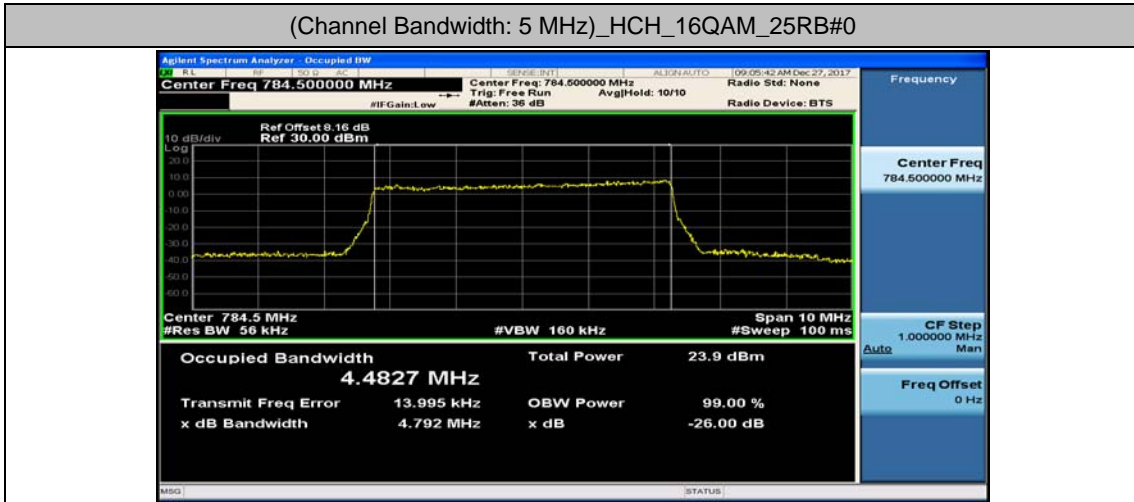 (Channel Bandwidth: 5 MHz)_HCH_16QAM_25RB#0
Agilent Spectrum Analyzer - Occupied BW
RL RF 50 Ω AC SENSE:INT ALIGN AUTO 09:05:42 AM Dec 27, 2017
Center Freq 784.500000 MHz
Center Freq: 784.500000 MHz Radio Std: None
Trig: Free Run Avg|Hold: 10/10
#IFGain:Low #Atten: 36 dB Radio Device: BTS
Frequency
Ref Offset 8.16 dB
10 dB/div Ref 30.00 dBm
Log
20.0
10.0
0.00
-10.0
-20.0
-30.0
-40.0
-50.0
-60.0
Center 784.5 MHz Span 10 MHz
#Res BW 56 kHz #VBW 160 kHz #Sweep 100 ms
Occupied Bandwidth Total Power 23.9 dBm
4.4827 MHz
Transmit Freq Error 13.995 kHz OBW Power 99.00 %
x dB Bandwidth 4.792 MHz x dB -26.00 dB
Center Freq
784.500000 MHz
CF Step
1.000000 MHz
Auto Man
Freq Offset
0 Hz
MSG STATUS